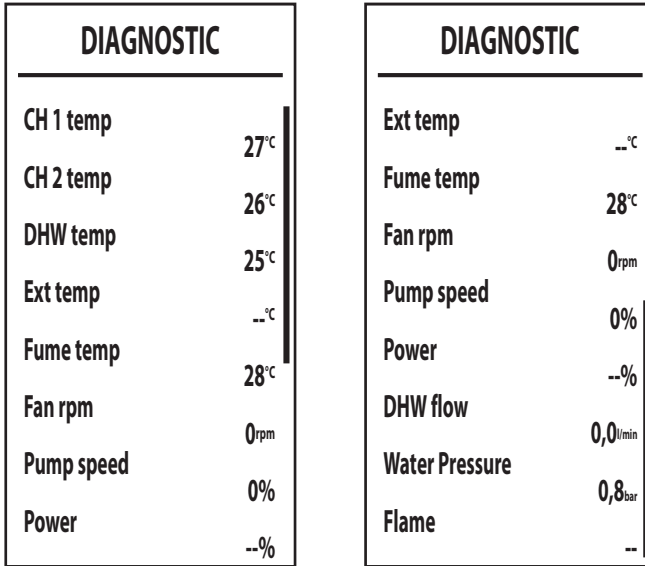 DIAGNOSTIC
CH 1 temp
27°C
CH 2 temp
26°C
DHW temp
25°C
Ext temp
--°C
Fume temp
28°C
Fan rpm
0rpm
Pump speed
0%
Power
--%
DIAGNOSTIC
Ext temp
--°C
Fume temp
28°C
Fan rpm
0rpm
Pump speed
0%
Power
--%
DHW flow
0,0l/min
Water Pressure
0,8bar
Flame
--